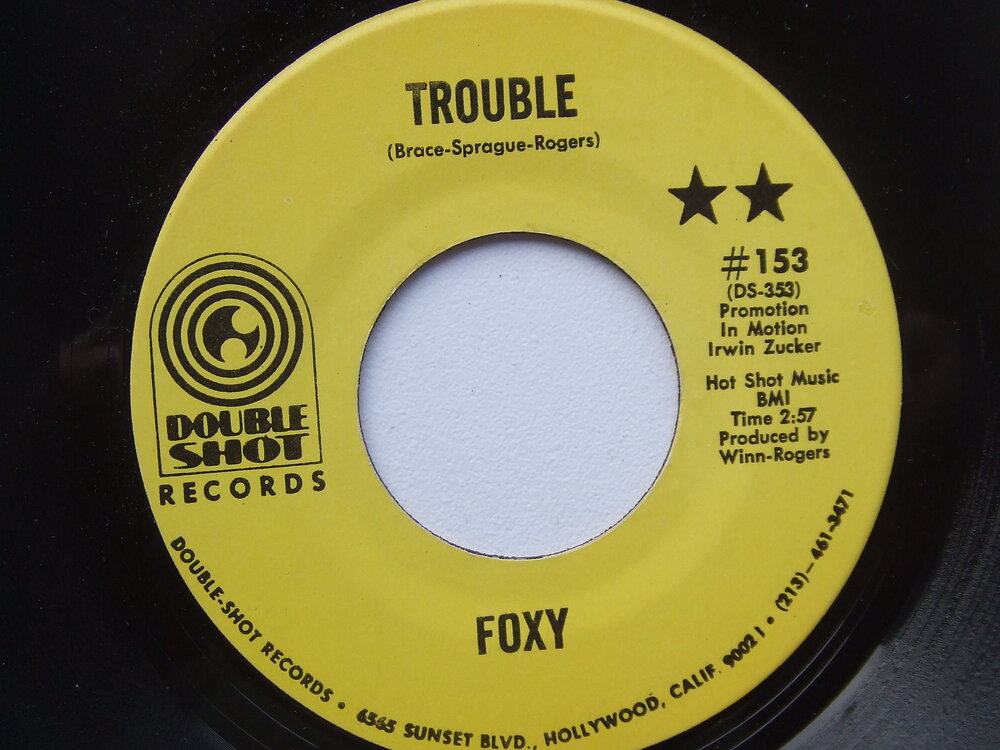 TROUBLE
(Brace-Sprague-Rogers)
#153
(DS-353)
Promotion
In Motion
Irwin Zucker
Hot Shot Music
BMI
Time 2:57
Produced by
Winn-Rogers
DOUBLE
SHOT
RECORDS
FOXY
DOUBLE-SHOT RECORDS • 6565 SUNSET BLVD., HOLLYWOOD, CALIF. 90021 • (213)–461-3471